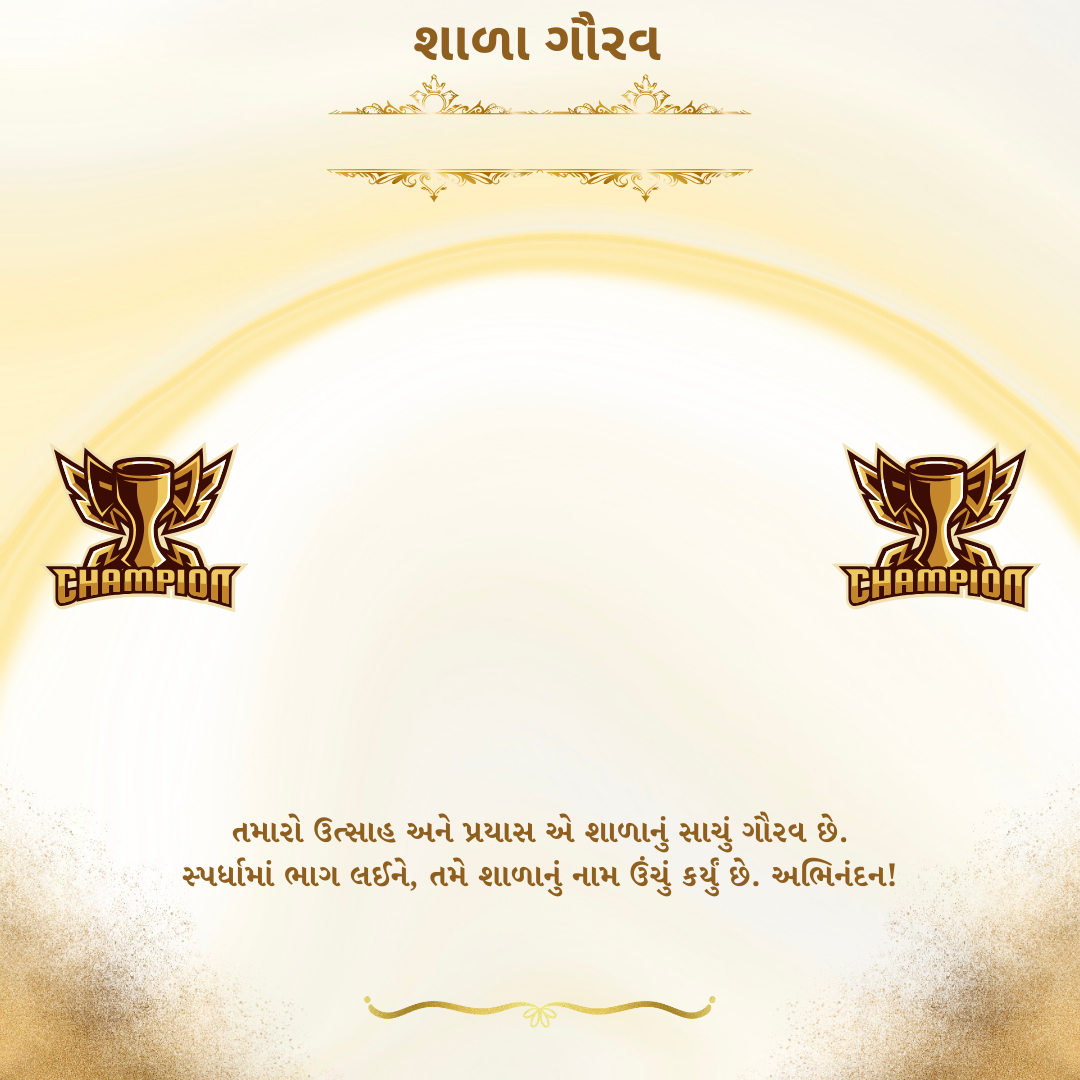 શાળા ગૌરવ
CHAMPION
CHAMPION
તમારો ઉત્સાહ અને પ્રયાસ એ શાળાનું સાચું ગૌરવ છે.
સ્પર્ધામાં ભાગ લઈને, તમે શાળાનું નામ ઉંચું કર્યું છે. અભિનંદન!